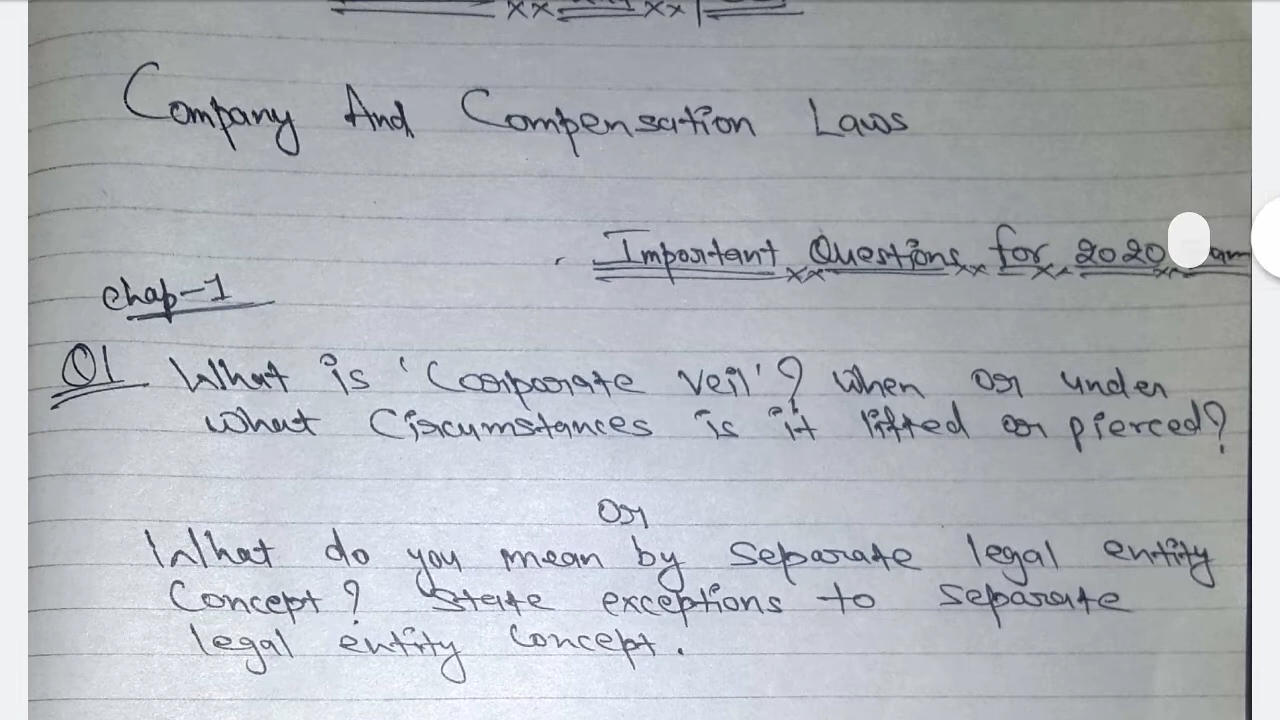 Company And Compensation Laws
Important Questions for 2020
Chap-1
Q1 What is 'Corporate Veil'? When or under
what Circumstances is it lifted or pierced?
Or
What do you mean by Separate legal entity
Concept? State exceptions to separate
legal entity concept.